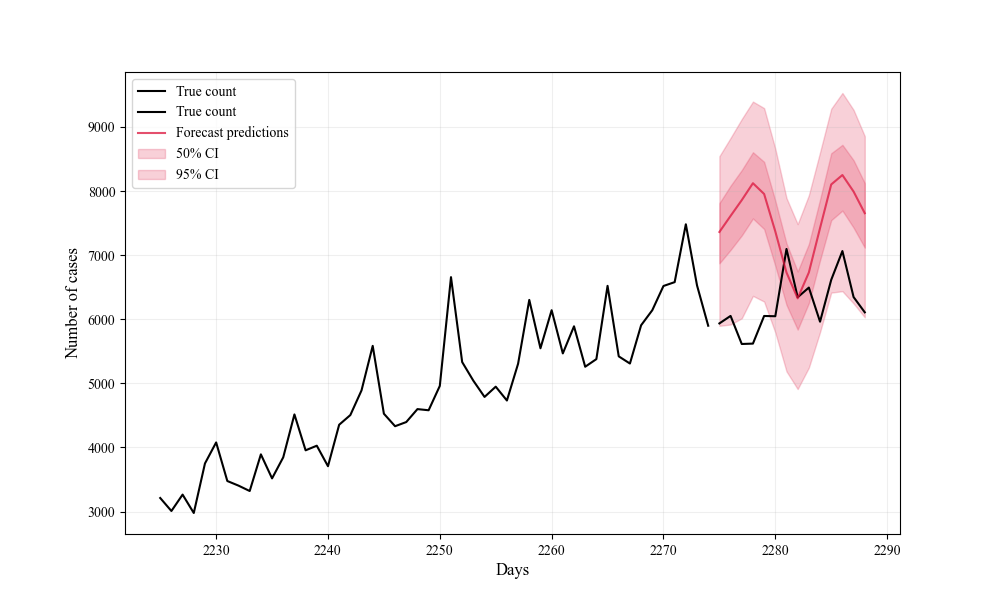 True count
True count
Forecast predictions
50% CI
95% CI
9000
8000
7000
6000
5000
4000
3000
Number of cases
2230
2240
2250
2260
2270
2280
2290
Days